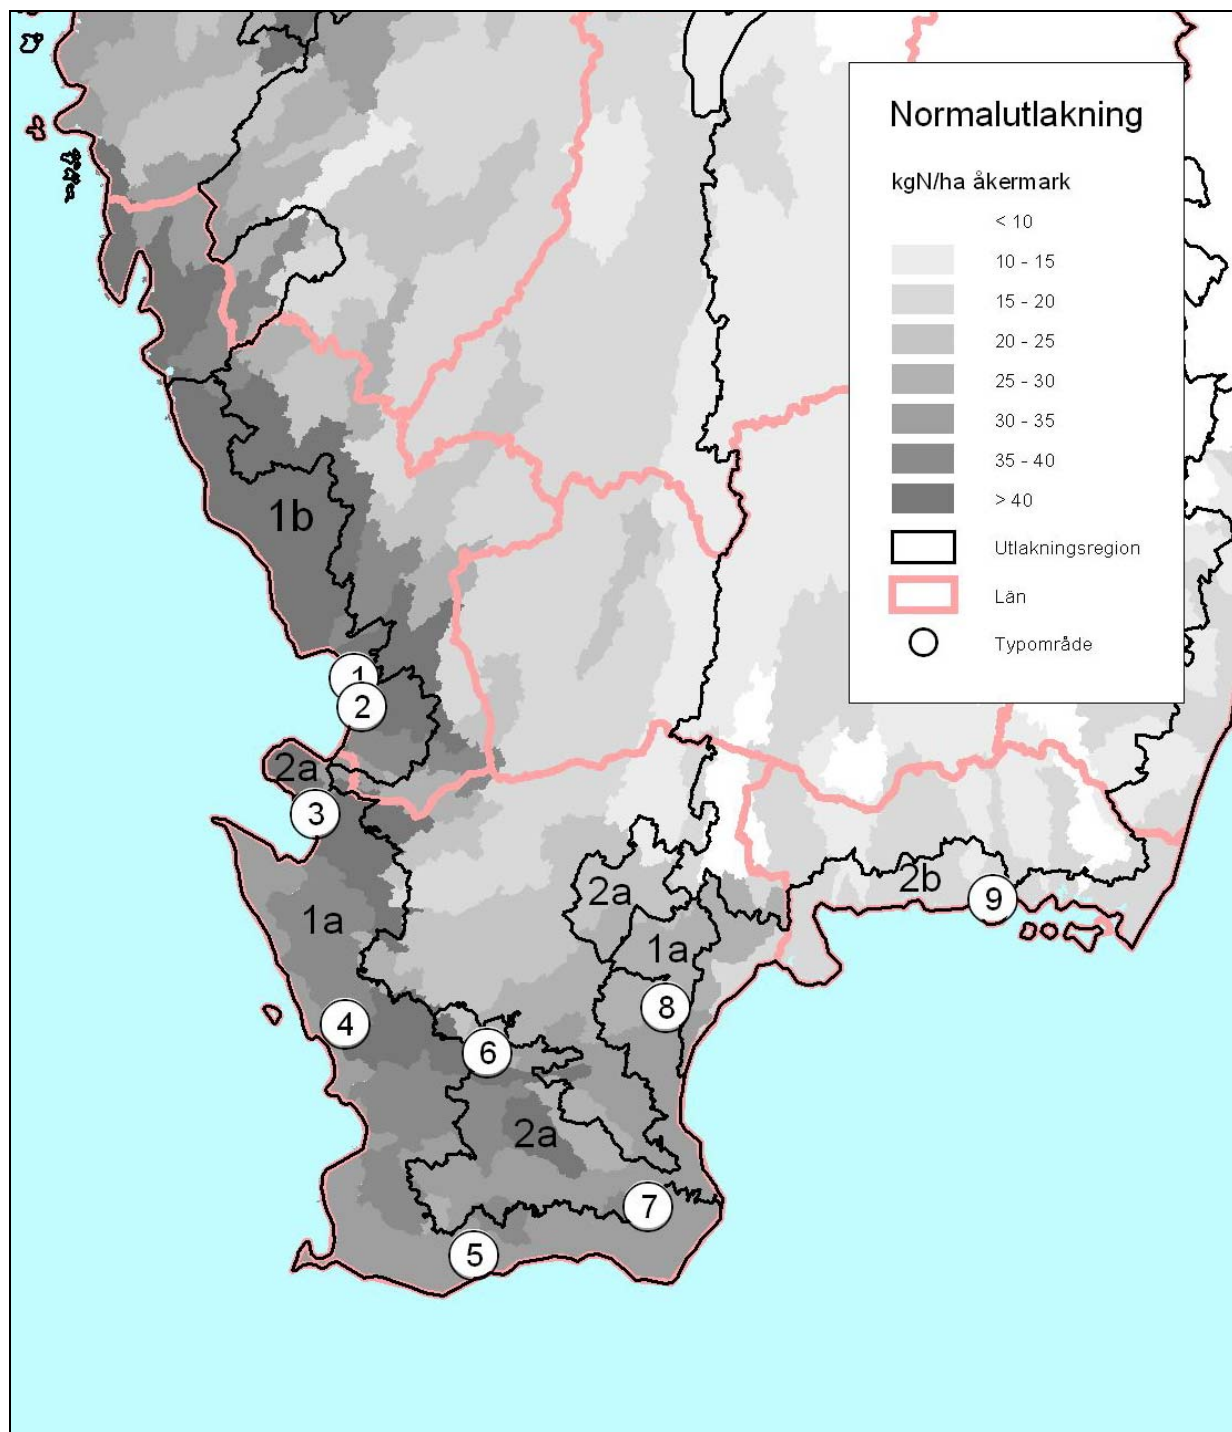 Normalutlakning
kgN/ha åkermark
< 10
10 - 15
15 - 20
20 - 25
25 - 30
30 - 35
35 - 40
> 40
Utlakningsregion
Län
Typområde
1b
1
2
2a
3
2a
2b
9
1a
1a
8
4
6
2a
7
5